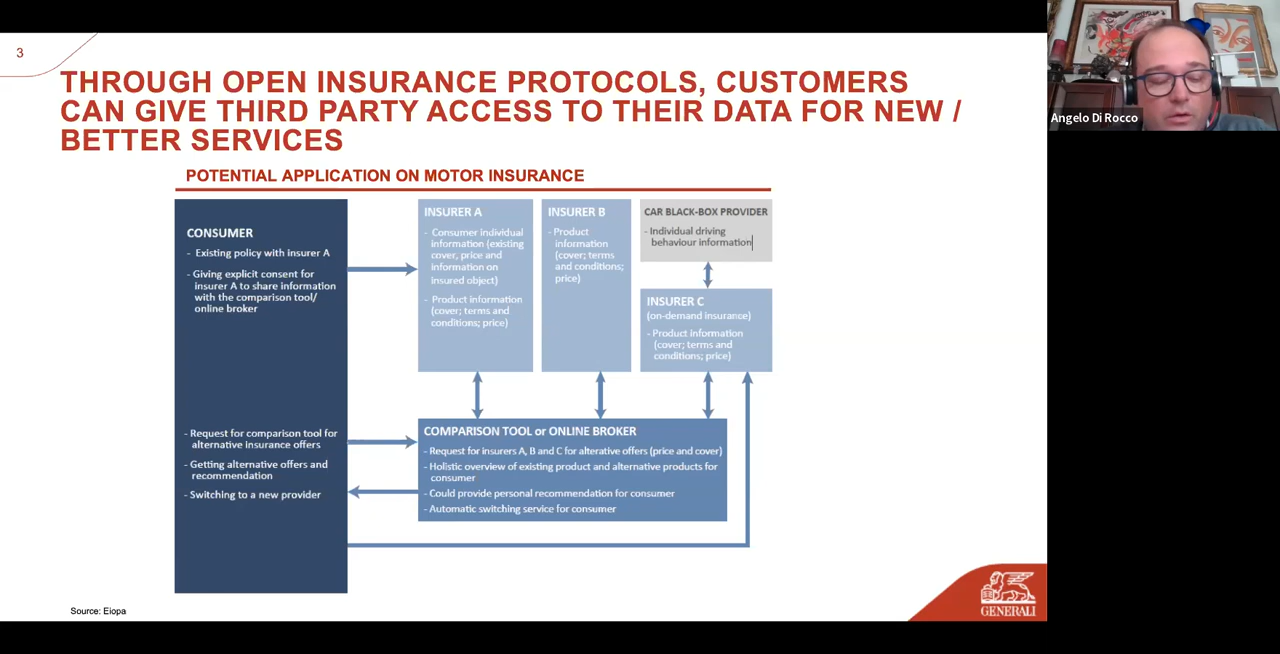 3
THROUGH OPEN INSURANCE PROTOCOLS, CUSTOMERS
CAN GIVE THIRD PARTY ACCESS TO THEIR DATA FOR NEW /
BETTER SERVICES
POTENTIAL APPLICATION ON MOTOR INSURANCE
CONSUMER
- Existing policy with insurer A
- Giving explicit consent for
insurer A to share information
with the comparison tool/
online broker
- Request for comparison tool for
alternative insurance offers
- Getting alternative offers and
recommendation
- Switching to a new provider
INSURER A
- Consumer individual
information (existing
cover, price and
information on
insured object)
- Product information
(cover; terms and
conditions; price)
INSURER B
- Product
information
(cover; terms
and conditions;
price)
CAR BLACK-BOX PROVIDER
- Individual driving
behaviour information
INSURER C
(on-demand insurance)
- Product information
(cover; terms and
conditions; price)
COMPARISON TOOL or ONLINE BROKER
- Request for insurers A, B and C for alterative offers (price and cover)
- Holistic overview of existing product and alternative products for
consumer
- Could provide personal recommendation for consumer
- Automatic switching service for consumer
Source: Eiopa
GENERALI
Angelo Di Rocco